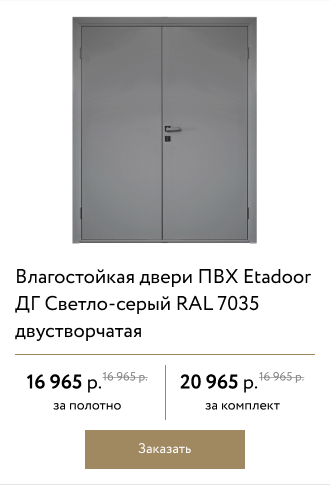 Влагостойкая двери ПВХ Etadoor
ДГ Светло-серый RAL 7035
двустворчатая
16 965 р. 16 965 р.
за полотно
20 965 р. 16 965 р.
за комплект
Заказать